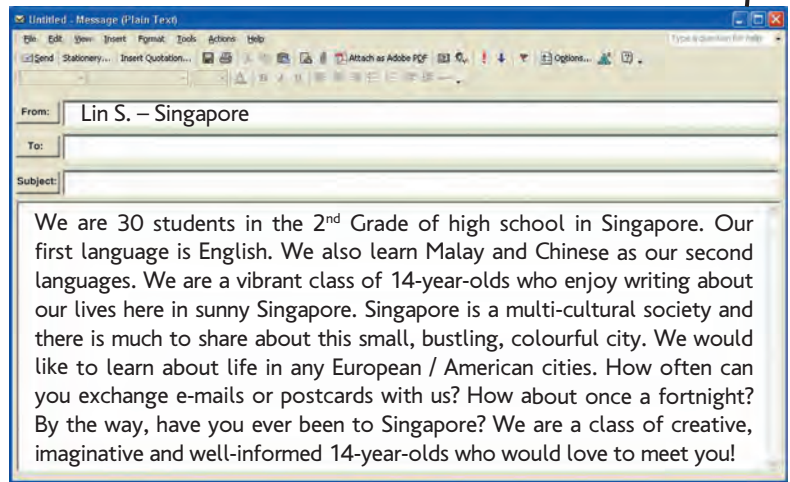 Untitled - Message (Plain Text)
File Edit View Insert Format Tools Actions Help
Type a question for help
Send Stationery... Insert Quotation... Attach as Adobe PDF Options...
From: Lin S. – Singapore
To:
Subject:
We are 30 students in the 2nd Grade of high school in Singapore. Our
first language is English. We also learn Malay and Chinese as our second
languages. We are a vibrant class of 14-year-olds who enjoy writing about
our lives here in sunny Singapore. Singapore is a multi-cultural society and
there is much to share about this small, bustling, colourful city. We would
like to learn about life in any European / American cities. How often can
you exchange e-mails or postcards with us? How about once a fortnight?
By the way, have you ever been to Singapore? We are a class of creative,
imaginative and well-informed 14-year-olds who would love to meet you!